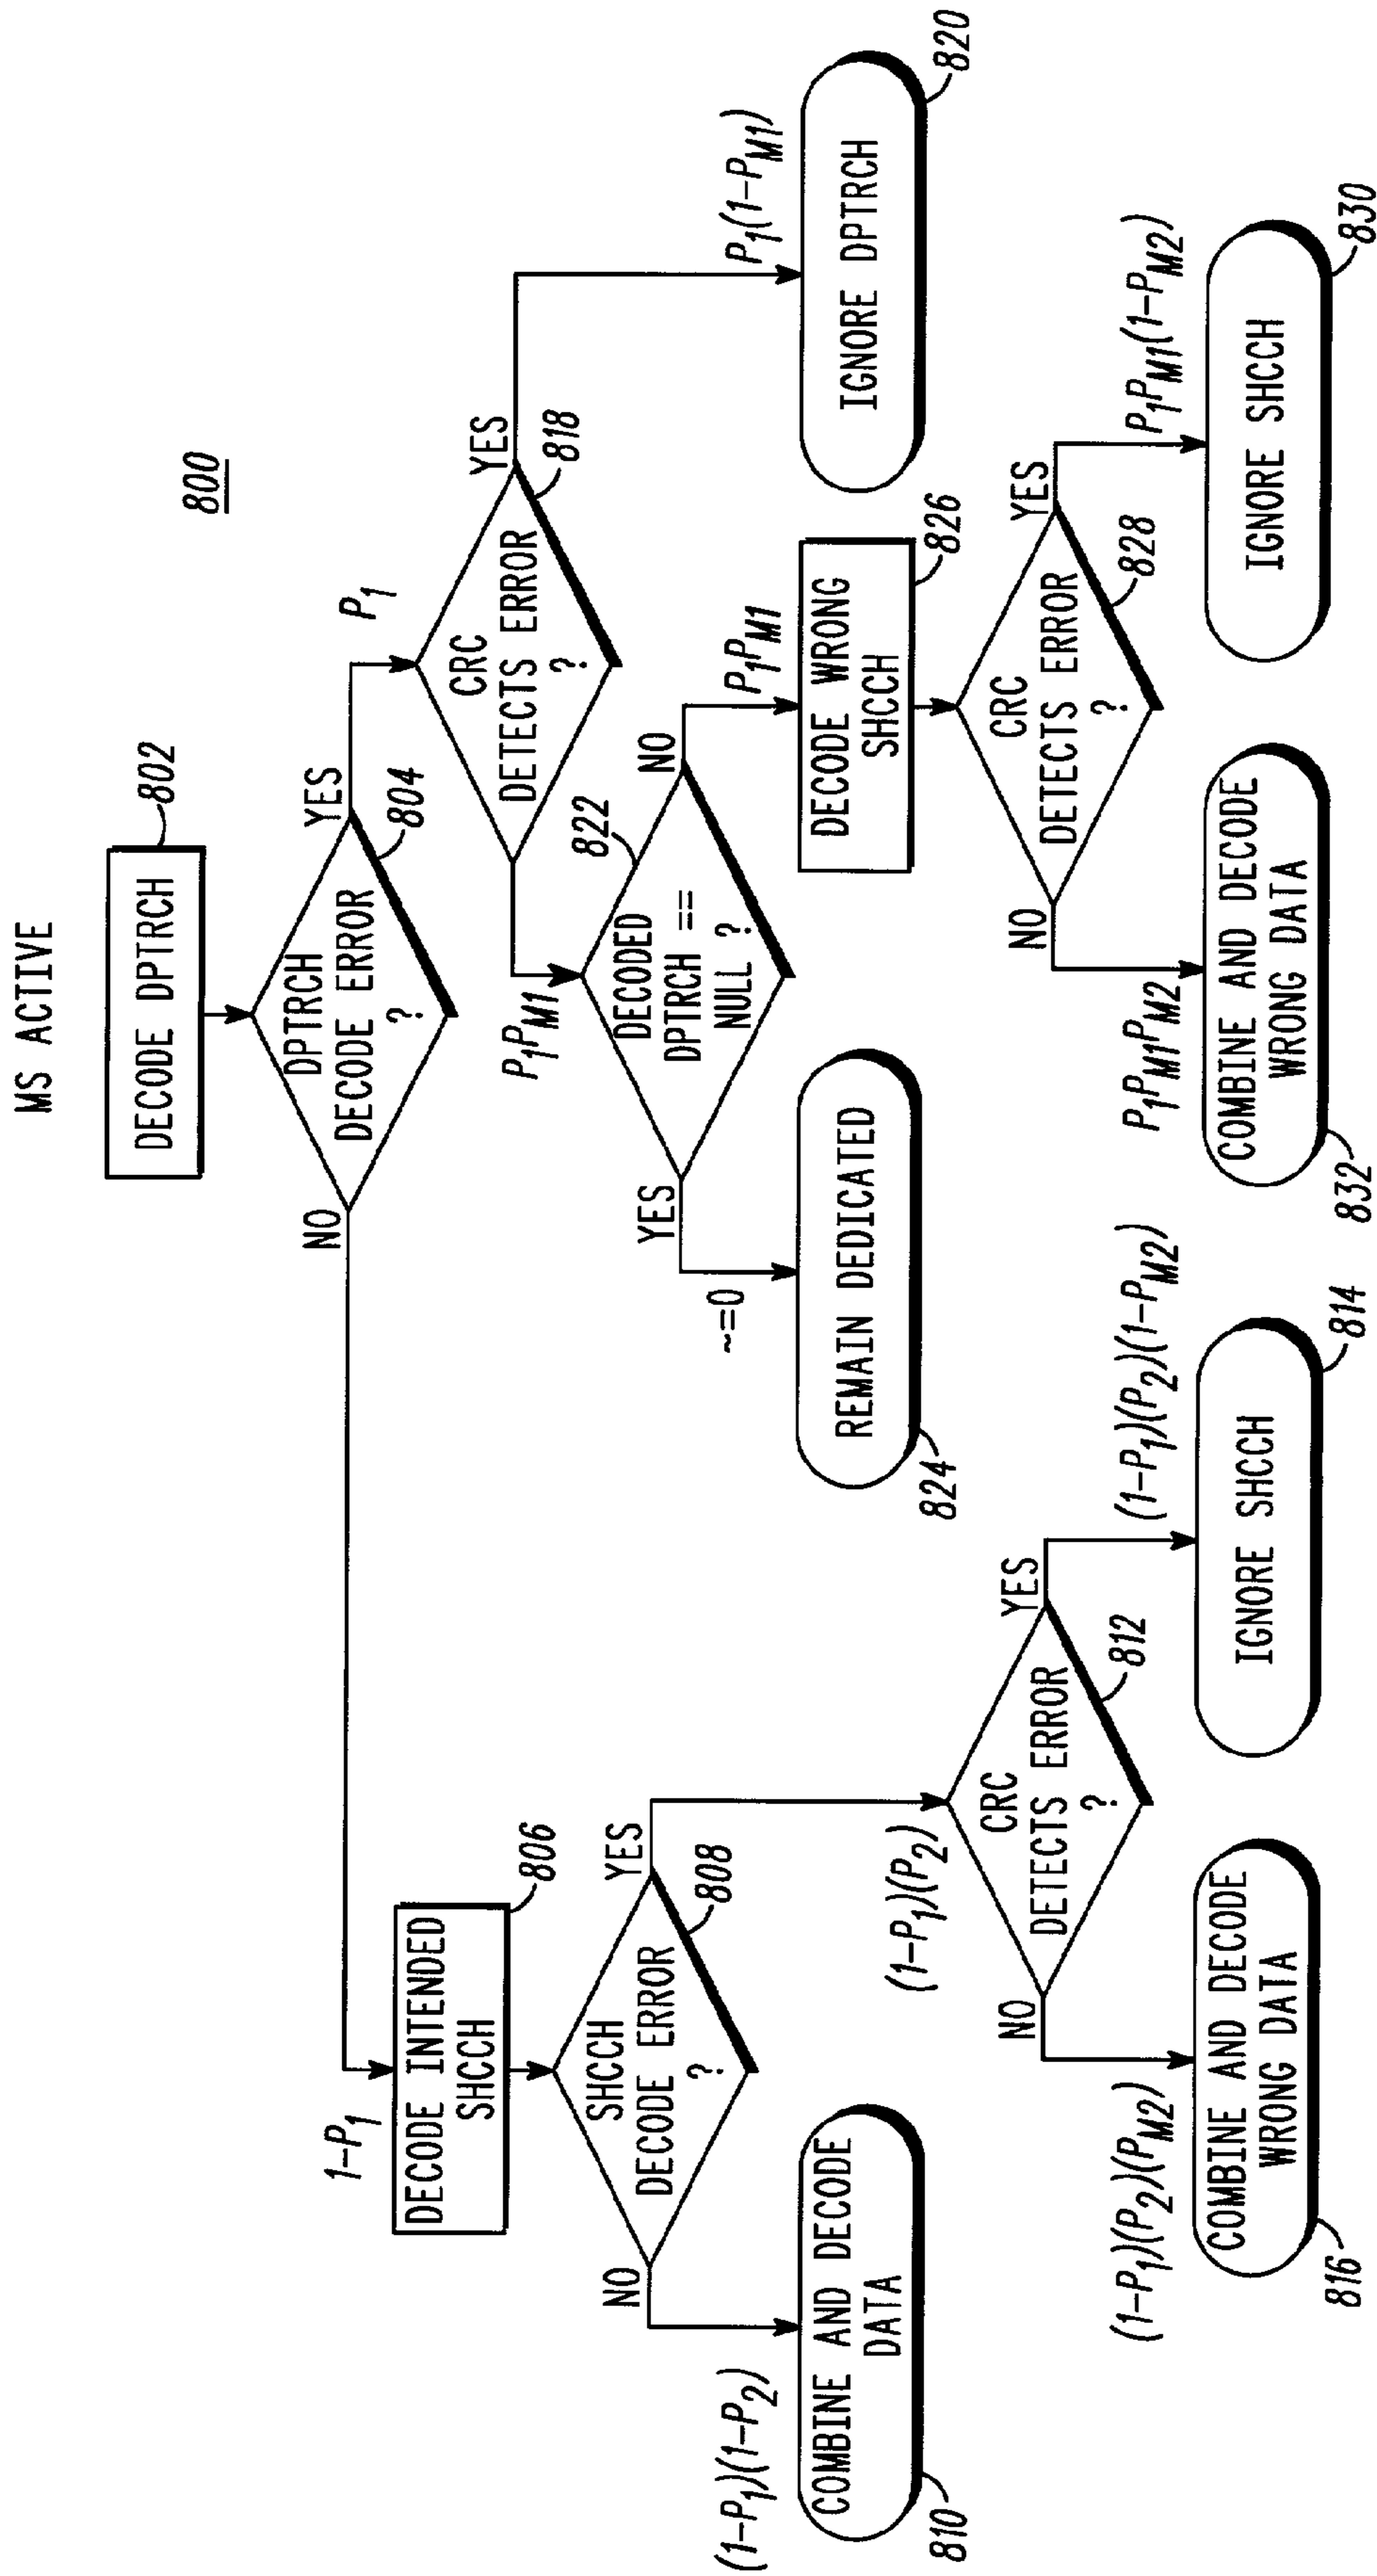 MS ACTIVE
800
DECODE DPTRCH
802
DPTRCH
DECODE ERROR
?
804
NO
YES
1-P1
P1
DECODE INTENDED
SHCCH
806
SHCCH
DECODE ERROR
?
808
NO
YES
(1-P1)(1-P2)
COMBINE AND DECODE
DATA
810
(1-P1)(P2)
CRC
DETECTS ERROR
?
812
NO
YES
(1-P1)(P2)(PM2)
COMBINE AND DECODE
WRONG DATA
816
(1-P1)(P2)(1-PM2)
IGNORE SHCCH
814
CRC
DETECTS ERROR
?
818
YES
P1(1-PM1)
IGNORE DPTRCH
820
P1PM1
DECODED
DPTRCH ==
NULL ?
822
YES
NO
~=0
REMAIN DEDICATED
824
P1PM1
DECODE WRONG
SHCCH
826
CRC
DETECTS ERROR
?
828
NO
YES
P1PM1PM2
COMBINE AND DECODE
WRONG DATA
832
P1PM1(1-PM2)
IGNORE SHCCH
830